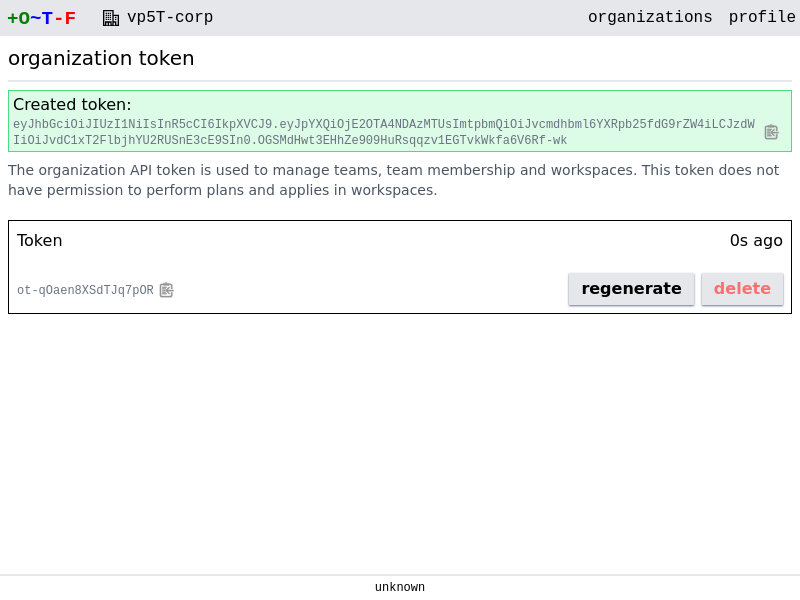 +O~T-F vp5T-corp organizations profile
organization token
Created token:
eyJhbGciOiJIUzI1NiIsInR5cCI6IkpXVCJ9.eyJpYXQiOjE2OTA4NDAzMTUsImtpbmQiOiJvcmdhbml6YXRpb25fdG9rZW4iLCJzdW
IiOiJvdC1xT2FlbjhYU2RUSnE3cE9SIn0.OGSMdHwt3EHhZe909HuRsqqzv1EGTvkWkfa6V6Rf-wk
The organization API token is used to manage teams, team membership and workspaces. This token does not
have permission to perform plans and applies in workspaces.
Token 0s ago
ot-qOaen8XSdTJq7pOR regenerate delete
unknown